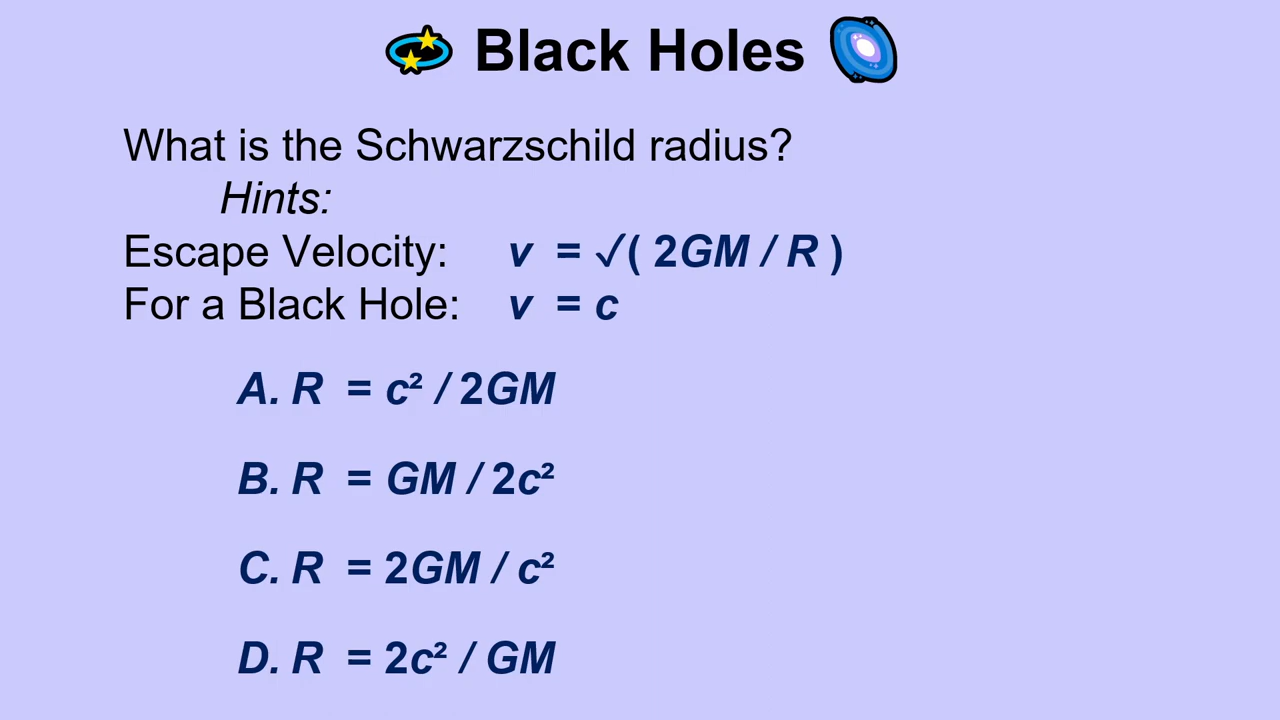 Black Holes
What is the Schwarzschild radius?
Hints:
Escape Velocity: v = √( 2GM / R )
For a Black Hole: v = c
A. R = c² / 2GM
B. R = GM / 2c²
C. R = 2GM / c²
D. R = 2c² / GM